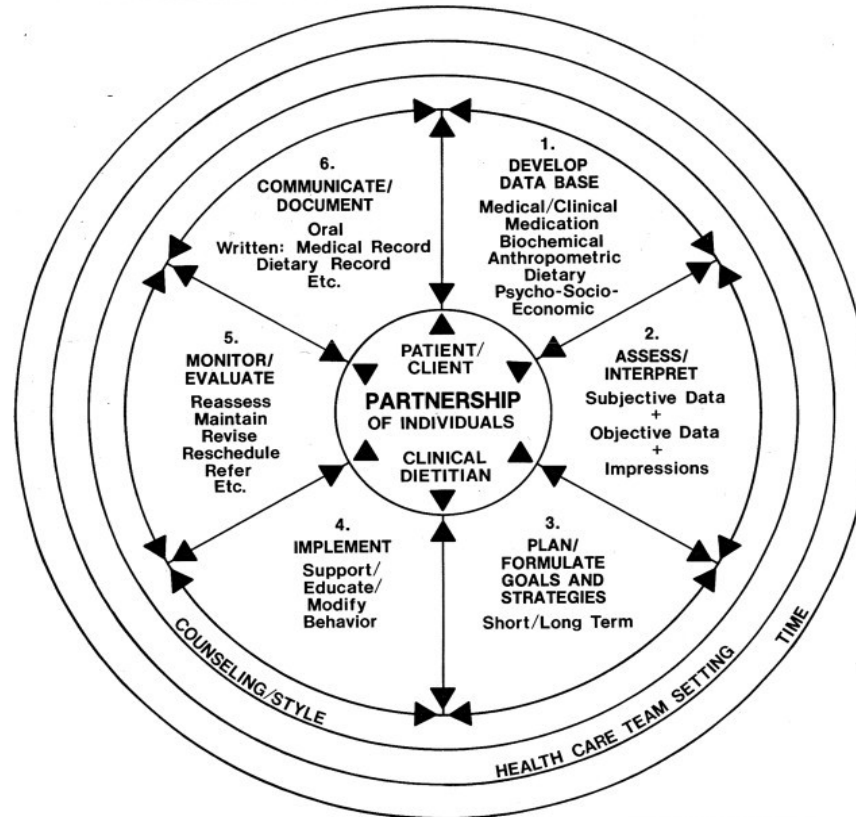 1.
DEVELOP
DATA BASE
Medical/Clinical
Medication
Biochemical
Anthropometric
Dietary
Psycho-Socio-
Economic
2.
ASSESS/
INTERPRET
Subjective Data
+
Objective Data
+
Impressions
3.
PLAN/
FORMULATE
GOALS AND
STRATEGIES
Short/Long Term
4.
IMPLEMENT
Support/
Educate/
Modify
Behavior
5.
MONITOR/
EVALUATE
Reassess
Maintain
Revise
Reschedule
Refer
Etc.
6.
COMMUNICATE/
DOCUMENT
Oral
Written: Medical Record
Dietary Record
Etc.
PATIENT/
CLIENT
PARTNERSHIP
OF INDIVIDUALS
CLINICAL
DIETITIAN
COUNSELING/STYLE
HEALTH CARE TEAM SETTING
TIME